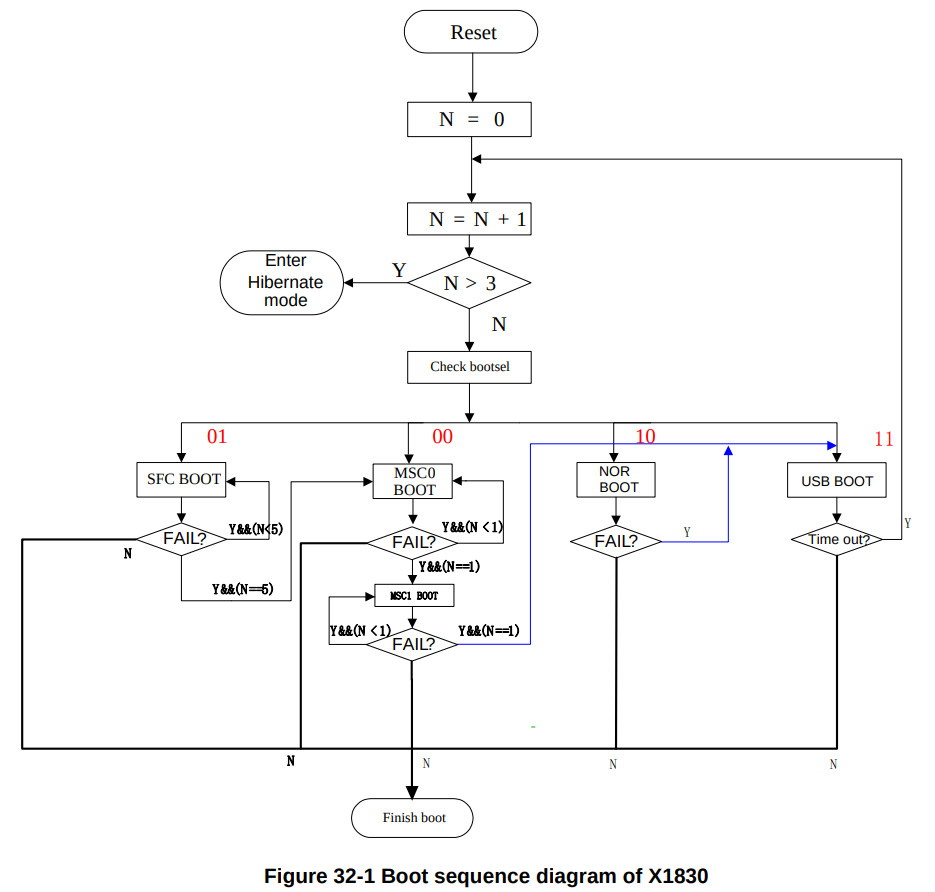 Reset
N = 0
N = N + 1
Enter
Hibernate
mode
Y
N > 3
N
Check bootsel
01
00
10
11
SFC BOOT
MSC0
BOOT
NOR
BOOT
USB BOOT
FAIL?
Y&&(N<5)
N
Y&&(N==5)
FAIL?
Y&&(N <1)
Y&&(N==1)
FAIL?
Y
Time out?
Y
MSC1 BOOT
Y&&(N <1)
FAIL?
Y&&(N==1)
N
N
N
N
Finish boot
Figure 32-1 Boot sequence diagram of X1830